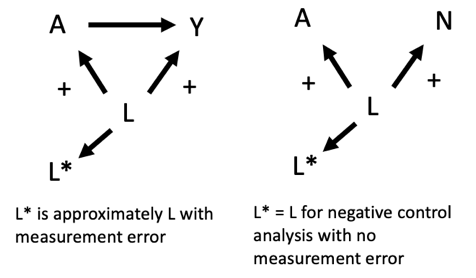 A Y A N
+ + + +
L L
L* L*
L* is approximately L with
measurement error
L* = L for negative control
analysis with no
measurement error